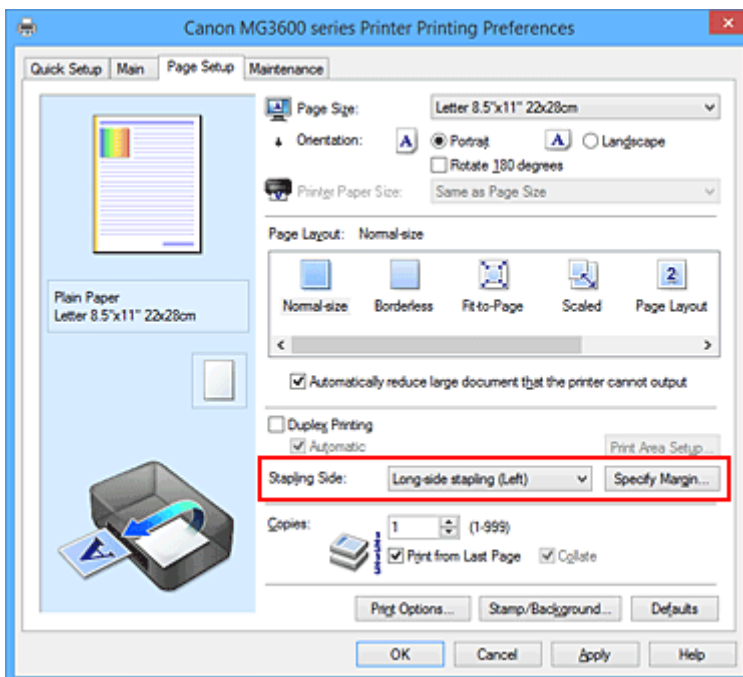 Canon MG3600 series Printer Printing Preferences
Quick Setup Main Page Setup Maintenance
Page Size: Letter 8.5"x11" 22x28cm
Orientation: A Portrait A Landscape
Rotate 180 degrees
Printer Paper Size: Same as Page Size
Page Layout: Normal-size
Normal-size Borderless Fit-to-Page Scaled Page Layout
Plain Paper
Letter 8.5"x11" 22x28cm
Automatically reduce large document that the printer cannot output
Duplex Printing
Automatic Print Area Setup...
Stapling Side: Long-side stapling (Left) Specify Margin...
Copies: 1 (1-999)
Print from Last Page Collate
Print Options... Stamp/Background... Defaults
OK Cancel Apply Help